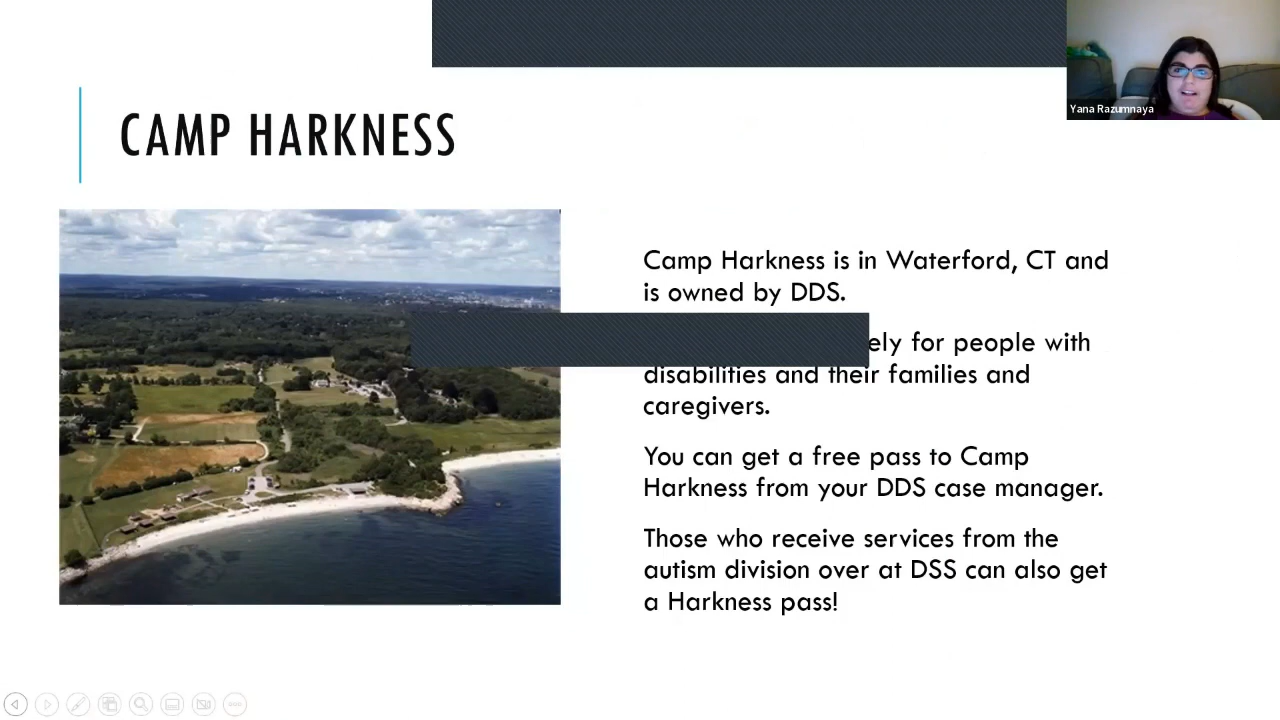 Yana Razumnaya
CAMP HARKNESS
Camp Harkness is in Waterford, CT and
is owned by DDS.
for people with
disabilities and their families and
caregivers.
You can get a free pass to Camp
Harkness from your DDS case manager.
Those who receive services from the
autism division over at DSS can also get
a Harkness pass!